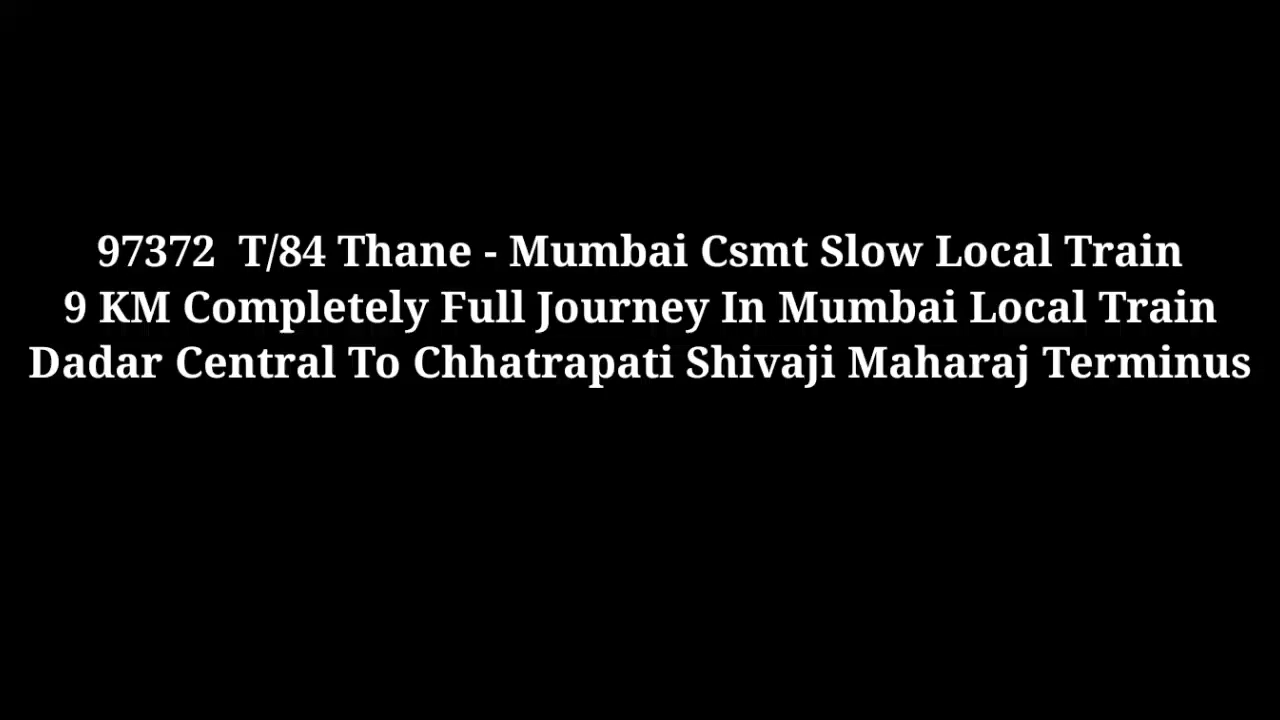 97372 T/84 Thane - Mumbai Csmt Slow Local Train
9 KM Completely Full Journey In Mumbai Local Train
Dadar Central To Chhatrapati Shivaji Maharaj Terminus